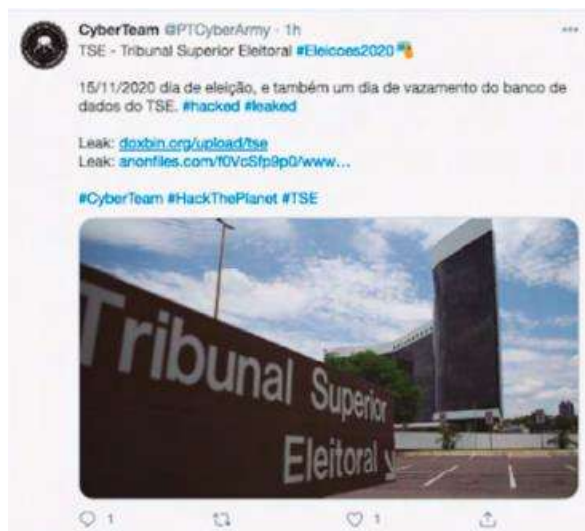 CyberTeam @PTCyberArmy · 1h
TSE - Tribunal Superior Eleitoral #Eleicoes2020
15/11/2020 dia de eleição, e também um dia de vazamento do banco de
dados do TSE. #hacked #leaked
Leak: doxbin.org/upload/tse
Leak: anonfiles.com/f0VcSfp9p0/www...
#CyberTeam #HackThePlanet #TSE
Tribunal Superior
Eleitoral
1
1